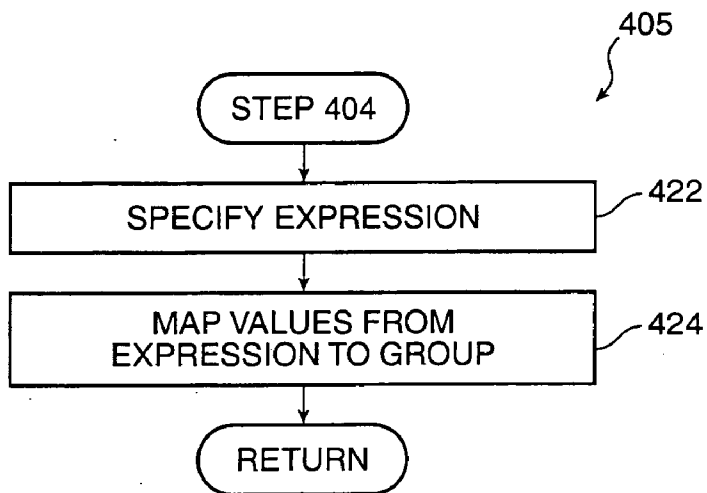 405
STEP 404
SPECIFY EXPRESSION
422
MAP VALUES FROM
EXPRESSION TO GROUP
424
RETURN